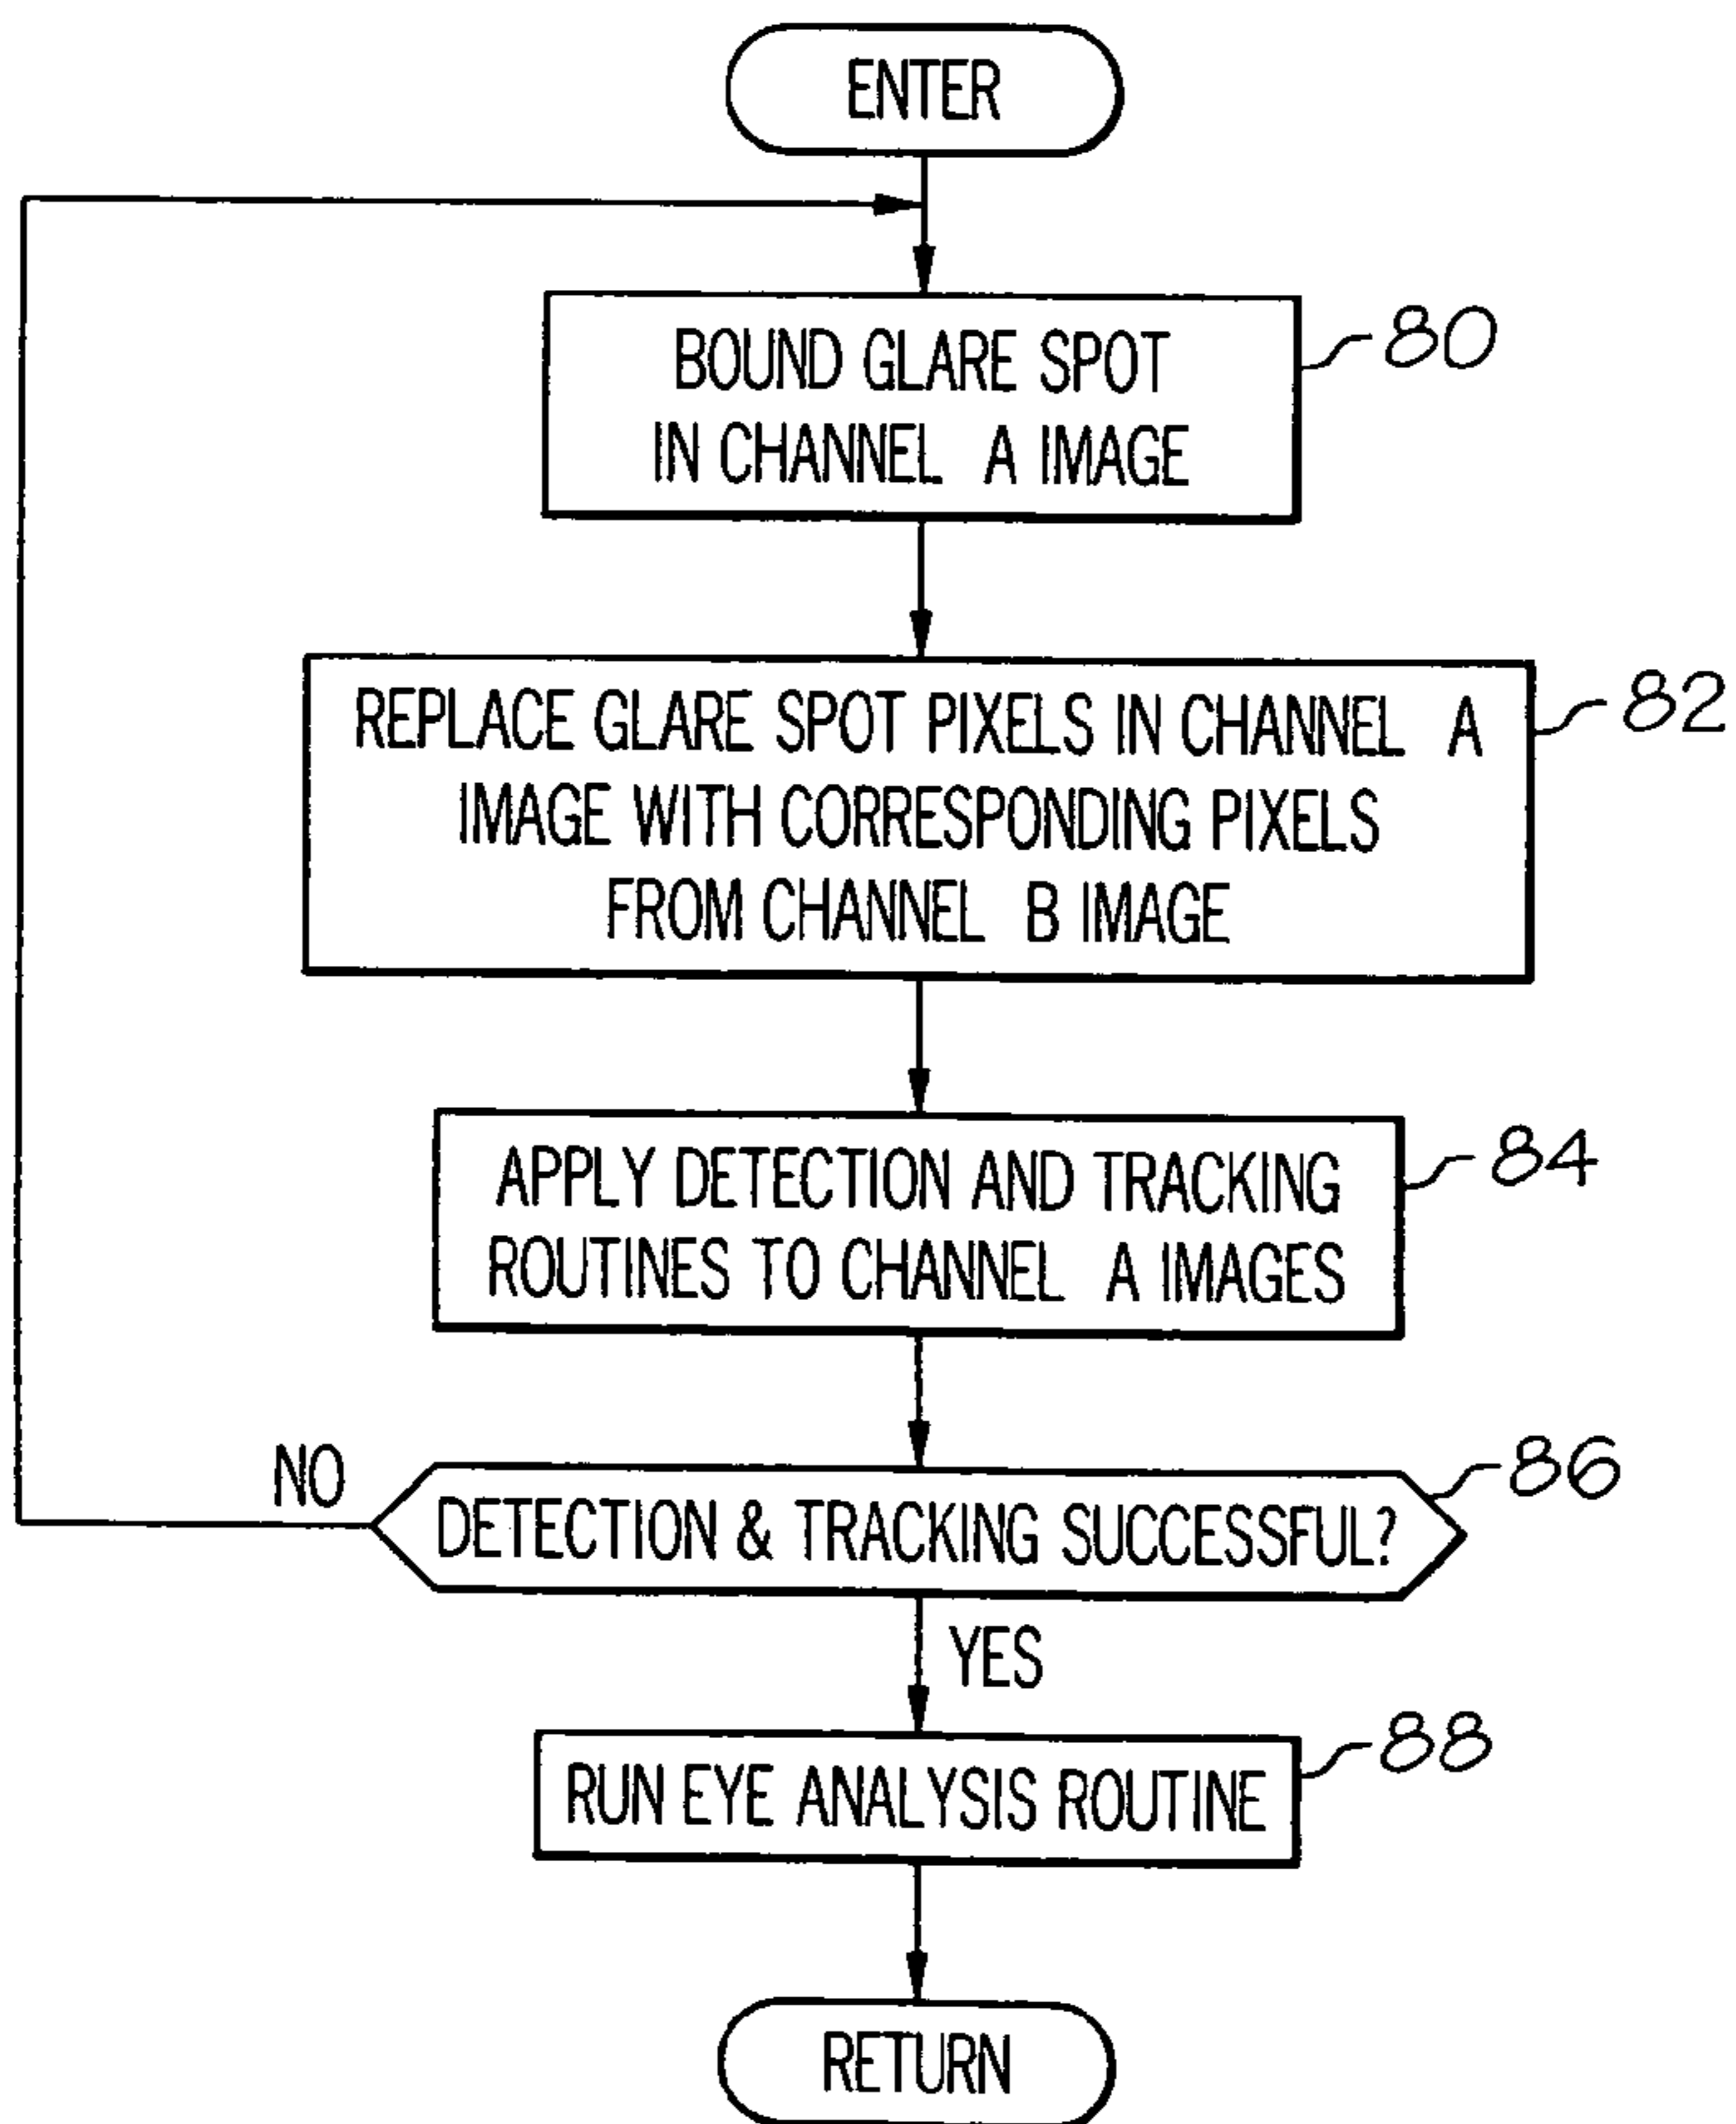 ENTER
BOUND GLARE SPOT
IN CHANNEL A IMAGE
80
REPLACE GLARE SPOT PIXELS IN CHANNEL A
IMAGE WITH CORRESPONDING PIXELS
FROM CHANNEL B IMAGE
82
APPLY DETECTION AND TRACKING
ROUTINES TO CHANNEL A IMAGES
84
NO
DETECTION & TRACKING SUCCESSFUL?
86
YES
RUN EYE ANALYSIS ROUTINE
88
RETURN